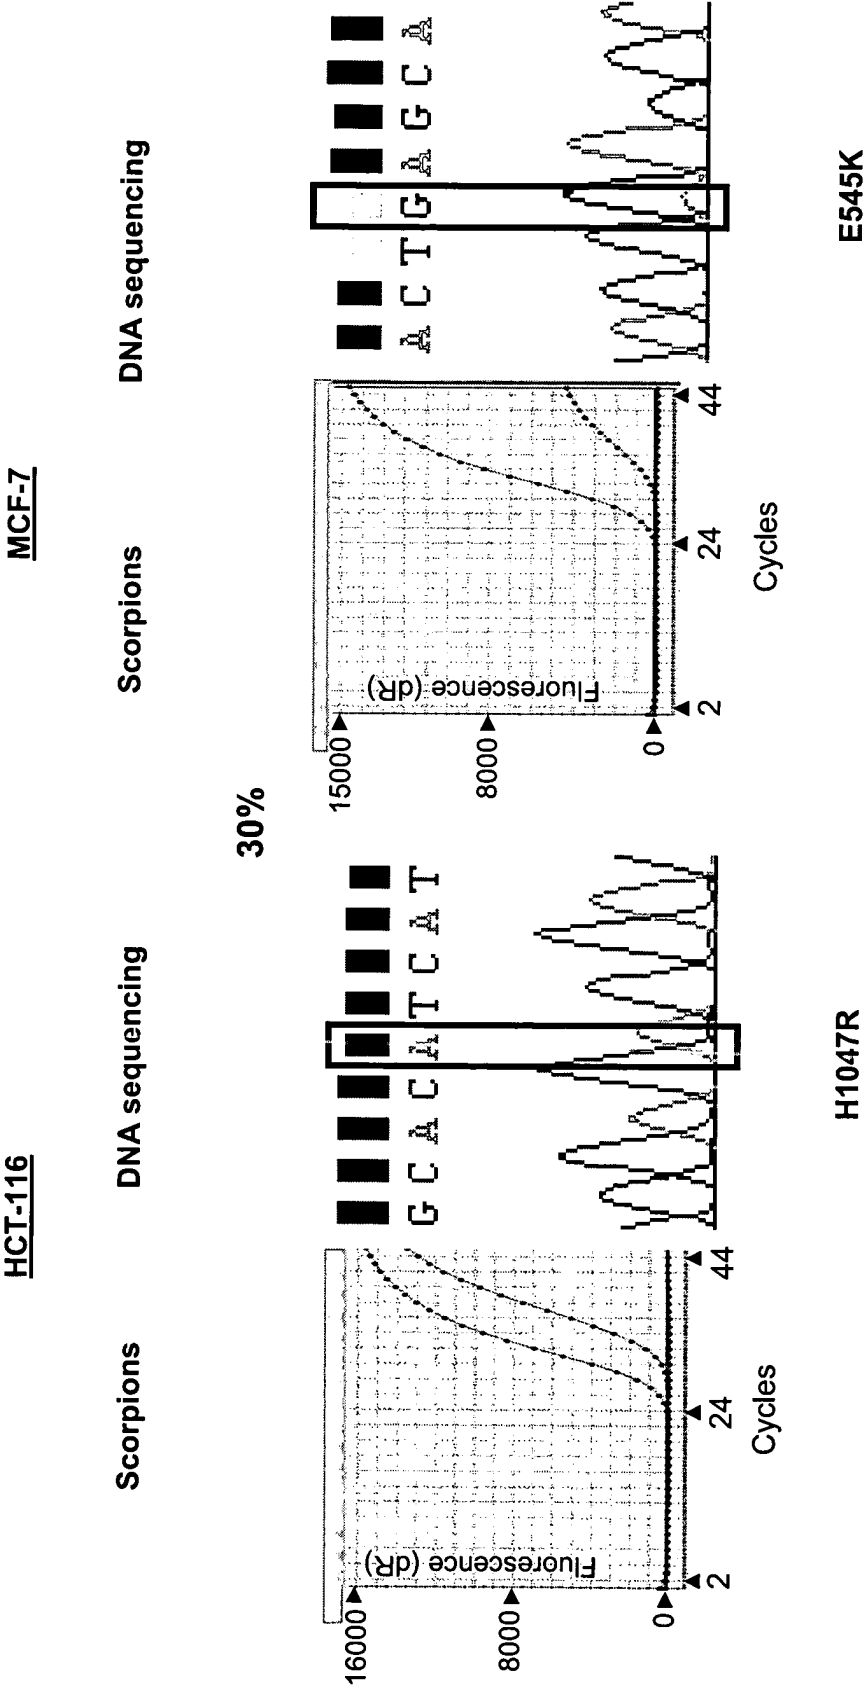 HCT-116
MCF-7
Scorpions
DNA sequencing
Scorpions
DNA sequencing
30%
16000
8000
0
Fluorescence (dR)
2
24
44
Cycles
G C A C A T C A T
H1047R
15000
8000
0
Fluorescence (dR)
2
24
44
Cycles
A C T G A G C A
E545K